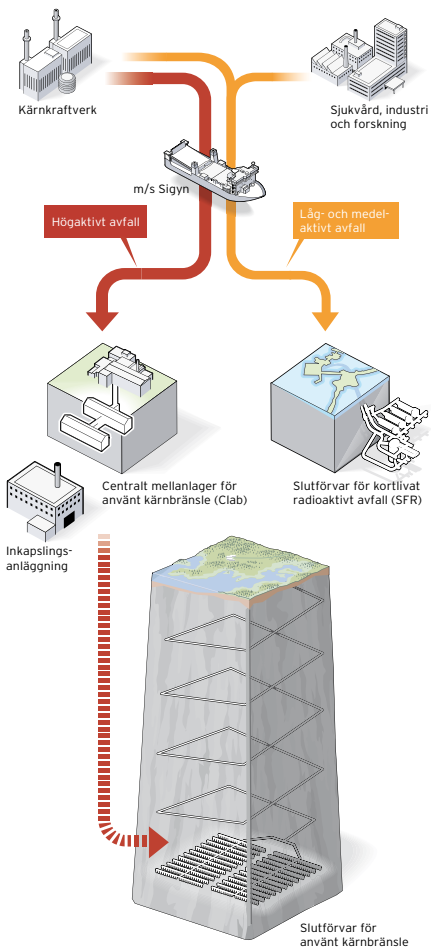 Kärnkraftverk
Sjukvård, industri
och forskning
m/s Sigyn
Högaktivt avfall
Låg- och medel-
aktivt avfall
Centralt mellanlager för
använt kärnbränsle (Clab)
Slutförvar för kortlivat
radioaktivt avfall (SFR)
Inkapslings-
anläggning
Slutförvar för
använt kärnbränsle